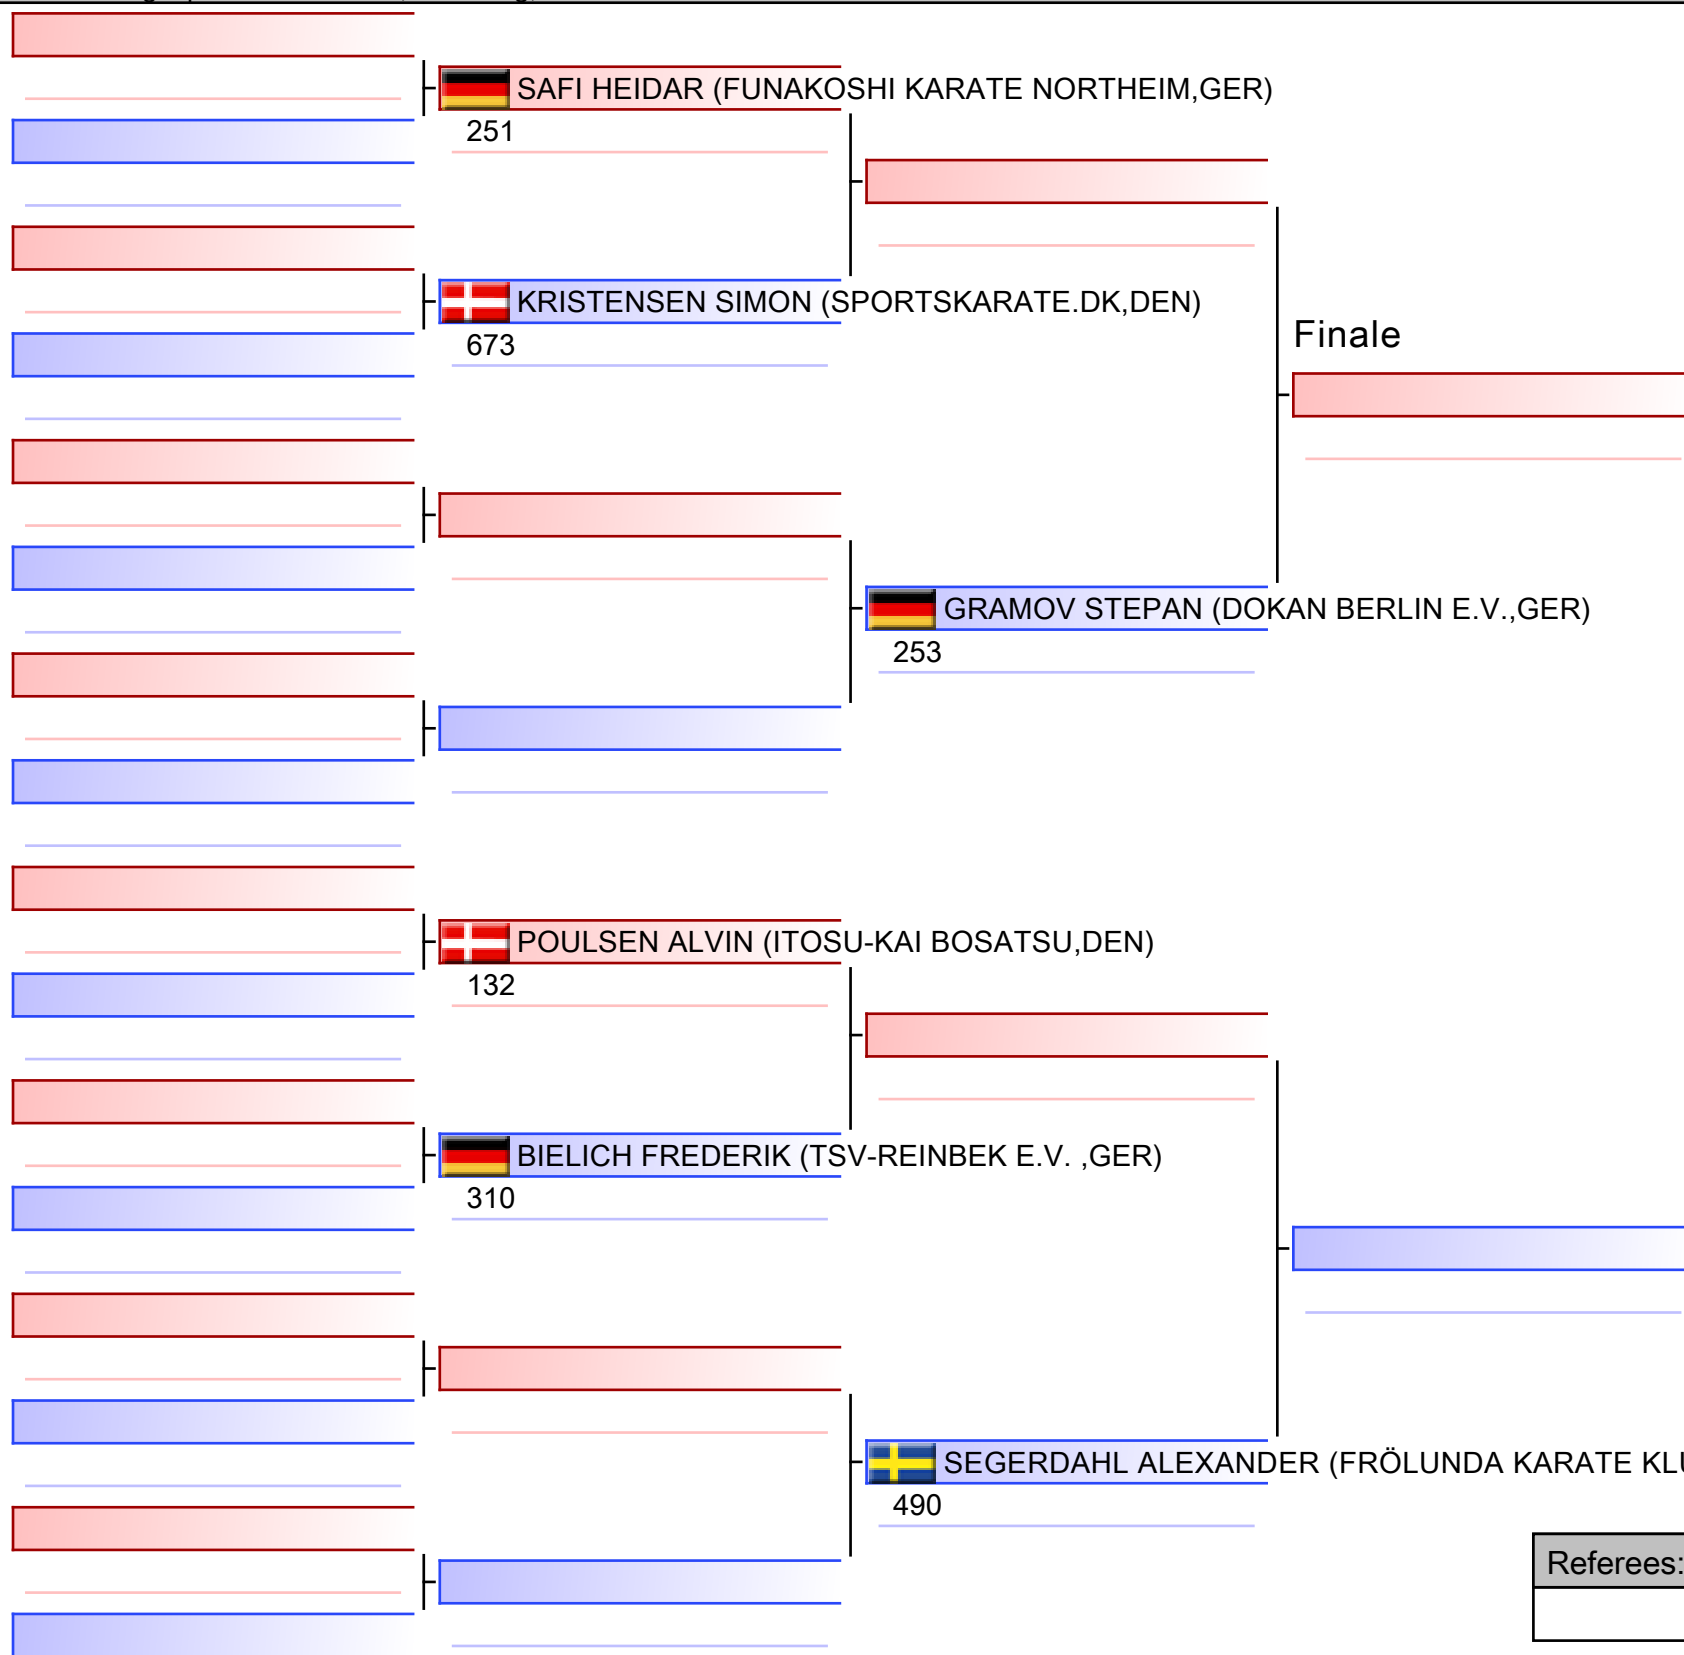 SAFI HEIDAR (FUNAKOSHI KARATE NORTHEIM,GER)
251
KRISTENSEN SIMON (SPORTSKARATE.DK,DEN)
673
Finale
GRAMOV STEPAN (DOKAN BERLIN E.V.,GER)
253
POULSEN ALVIN (ITOSU-KAI BOSATSU,DEN)
132
BIELICH FREDERIK (TSV-REINBEK E.V. ,GER)
310
SEGERDAHL ALEXANDER (FRÖLUNDA KARATE
490
Referees: